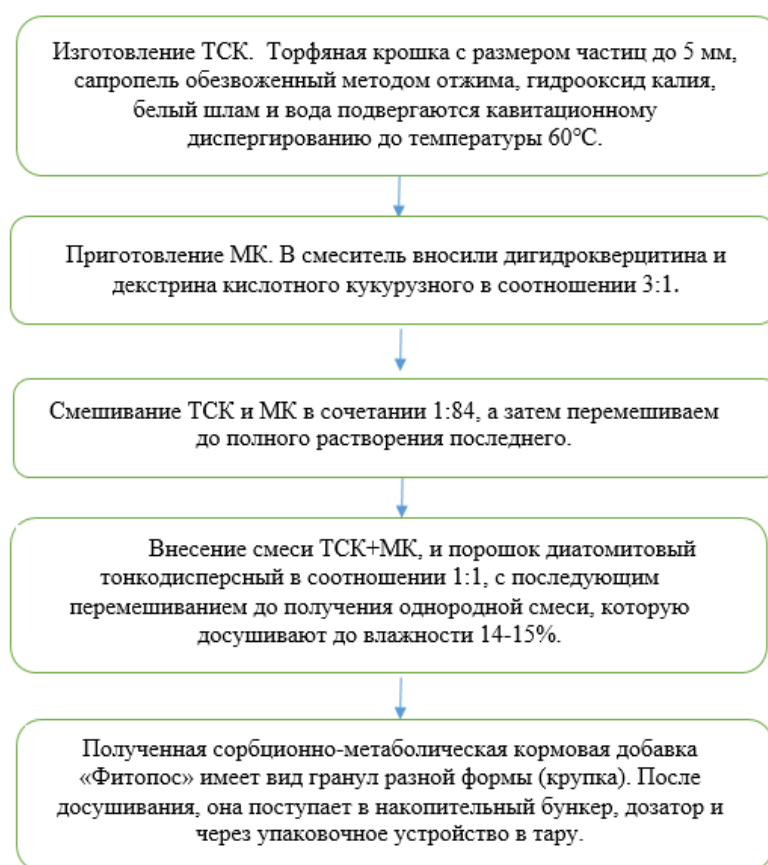 Изготовление ТСК. Торфяная крошка с размером частиц до 5 мм,
сапропель обезвоженный методом отжима, гидрооксид калия,
белый шлам и вода подвергаются кавитационному
диспергированию до температуры 60°С.
Приготовление МК. В смеситель вносили дигидрокверцитина и
декстрина кислотного кукурузного в соотношении 3:1.
Смешивание ТСК и МК в сочетании 1:84, а затем перемешиваем
до полного растворения последнего.
Внесение смеси ТСК+МК, и порошок диатомитовый
тонкодисперсный в соотношении 1:1, с последующим
перемешиванием до получения однородной смеси, которую
досушивают до влажности 14-15%.
Полученная сорбционно-метаболическая кормовая добавка
«Фитопос» имеет вид гранул разной формы (крупка). После
досушивания, она поступает в накопительный бункер, дозатор и
через упаковочное устройство в тару.